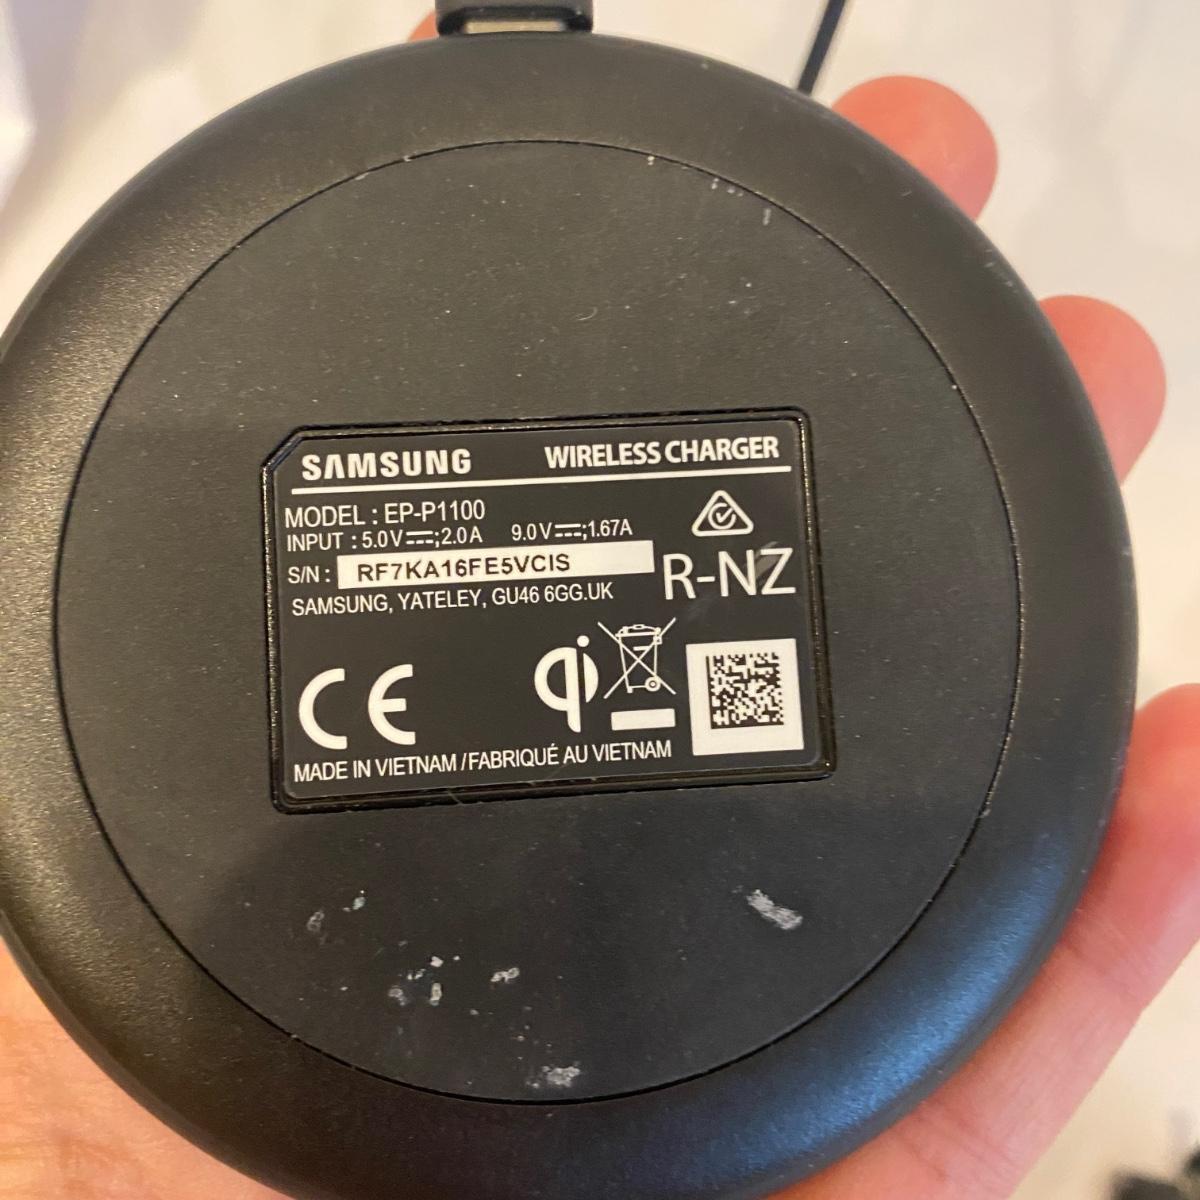 SAMSUNG WIRELESS CHARGER
MODEL : EP-P1100
INPUT : 5.0V⎓;2.0A 9.0V⎓;1.67A
S/N : RF7KA16FE5VCIS
R-NZ
SAMSUNG, YATELEY, GU46 6GG.UK
CE qi
MADE IN VIETNAM / FABRIQUÉ AU VIETNAM